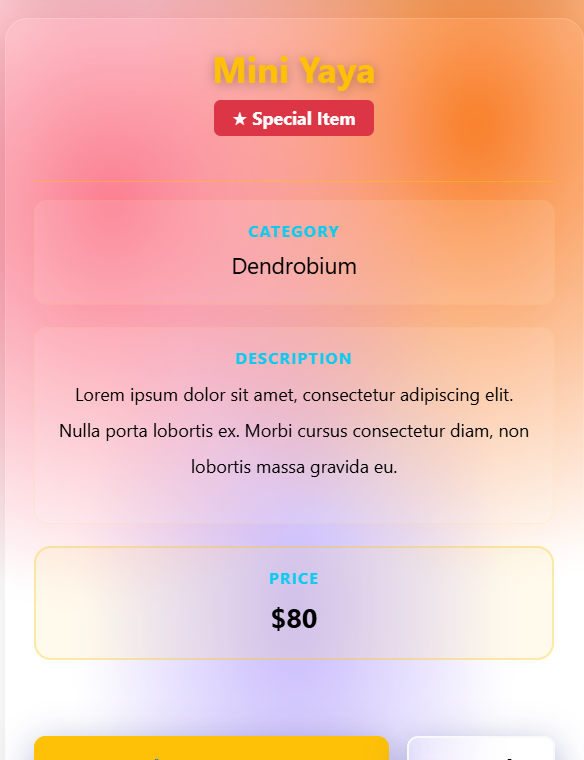 Mini Yaya
★ Special Item
CATEGORY
Dendrobium
DESCRIPTION
Lorem ipsum dolor sit amet, consectetur adipiscing elit.
Nulla porta lobortis ex. Morbi cursus consectetur diam, non
lobortis massa gravida eu.
PRICE
$80